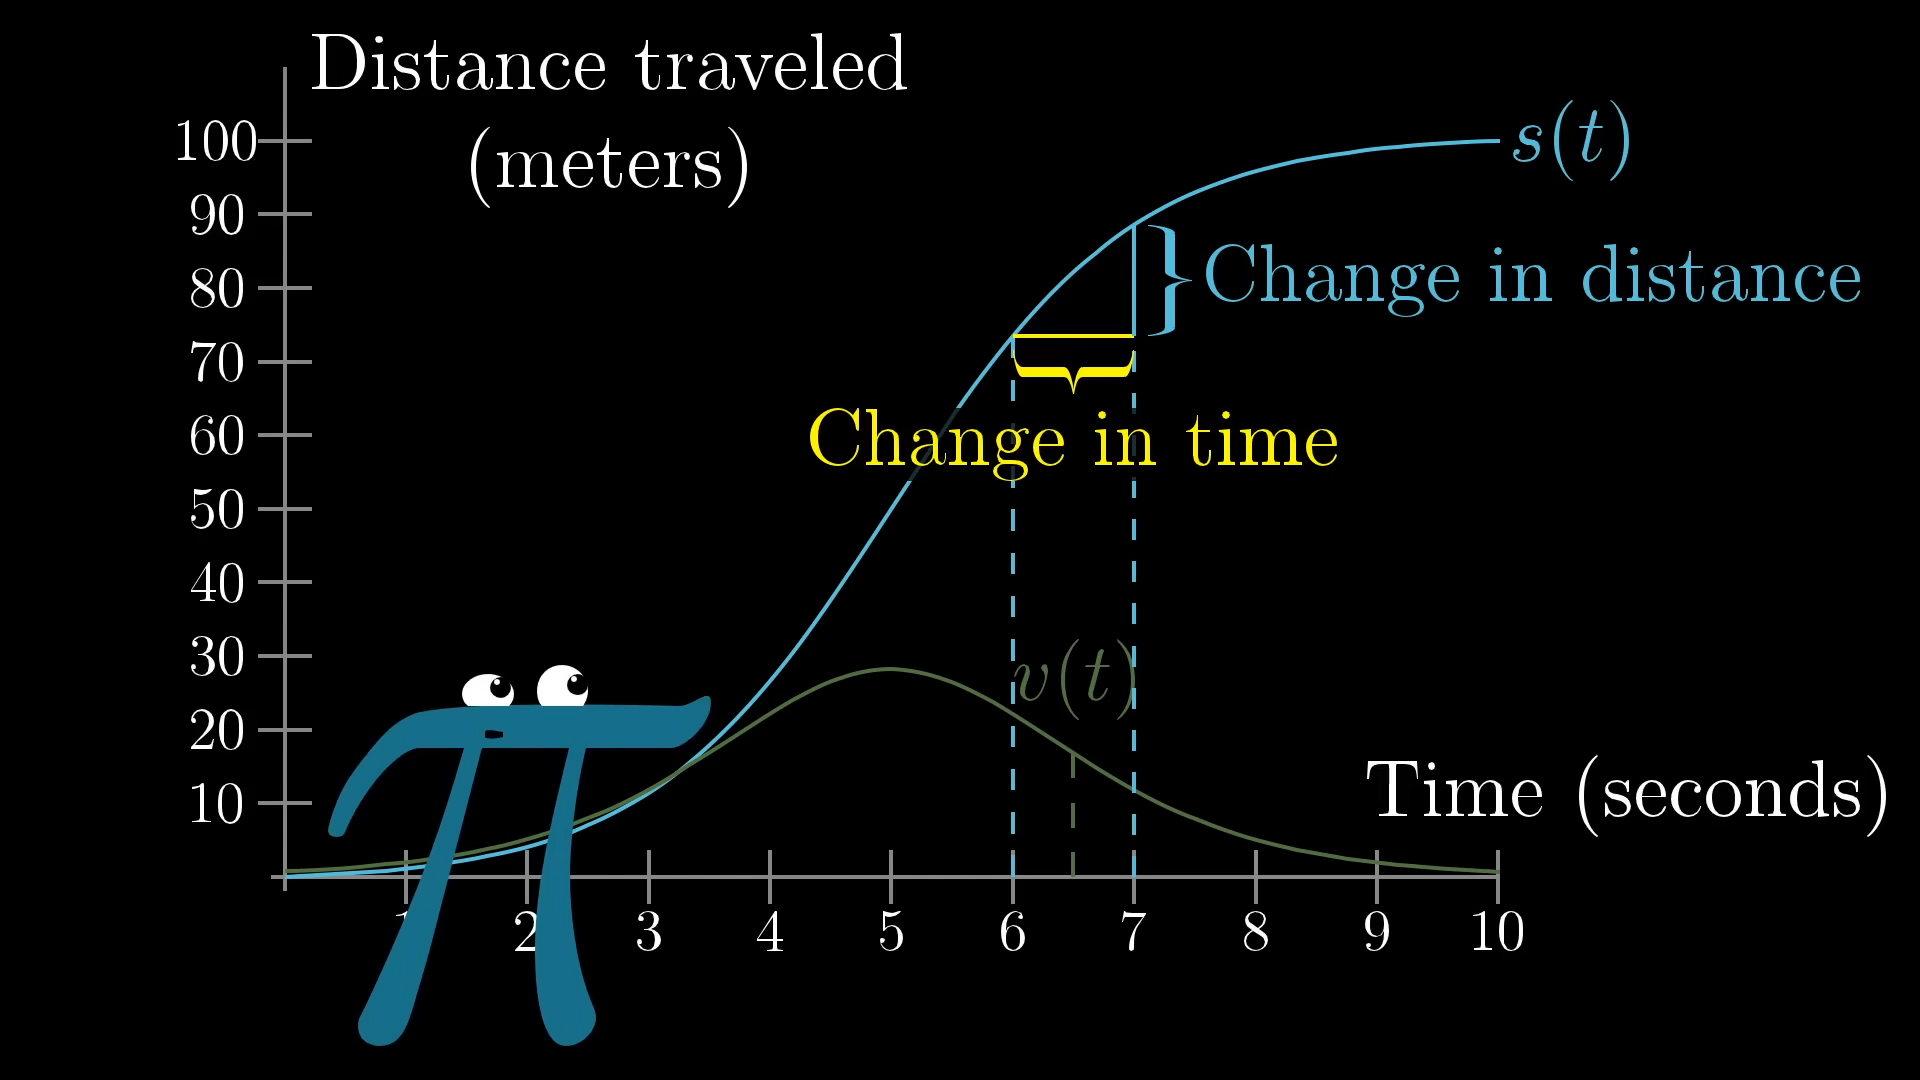 Distance traveled
(meters)
100
90
80
70
60
50
40
30
20
10
s(t)
Change in distance
Change in time
v(t)
Time (seconds)
1 2 3 4 5 6 7 8 9 10